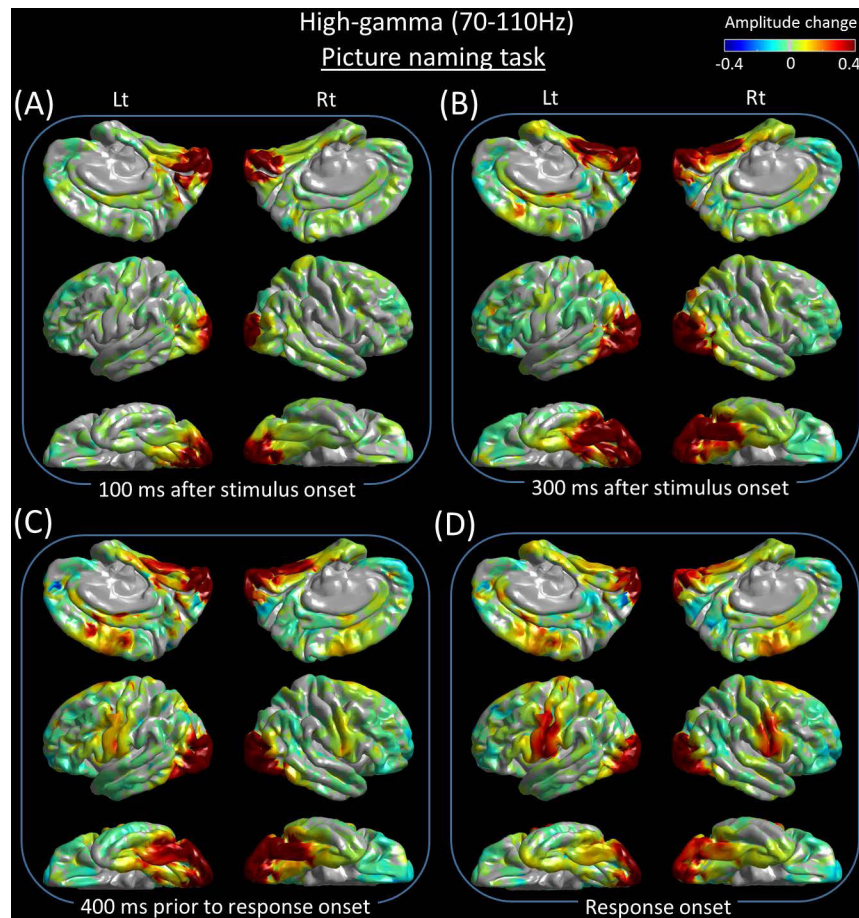 High-gamma (70-110Hz)
Picture naming task
Amplitude change
-0.4 0 0.4
(A) Lt Rt
(B) Lt Rt
100 ms after stimulus onset
300 ms after stimulus onset
(C)
(D)
400 ms prior to response onset
Response onset